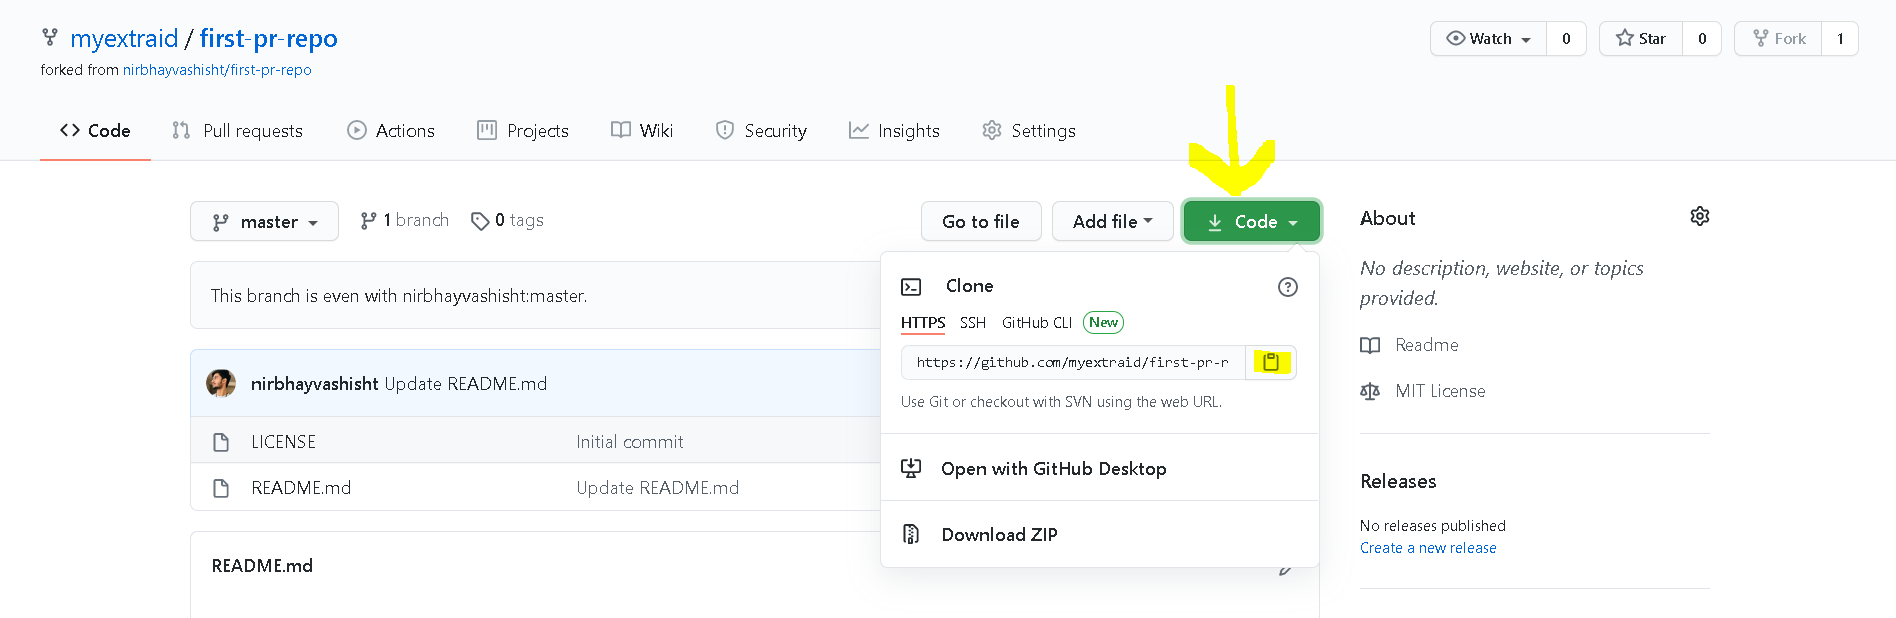 myextraid / first-pr-repo
forked from nirbhayvashisht/first-pr-repo
Watch 0
Star 0
Fork 1
Code
Pull requests
Actions
Projects
Wiki
Security
Insights
Settings
master
1 branch
0 tags
Go to file
Add file
Code
This branch is even with nirbhayvashisht:master.
nirbhayvashisht Update README.md
LICENSE Initial commit
README.md Update README.md
README.md
Clone
HTTPS SSH GitHub CLI New
https://github.com/myextraid/first-pr-r
Use Git or checkout with SVN using the web URL.
Open with GitHub Desktop
Download ZIP
About
No description, website, or topics
provided.
Readme
MIT License
Releases
No releases published
Create a new release